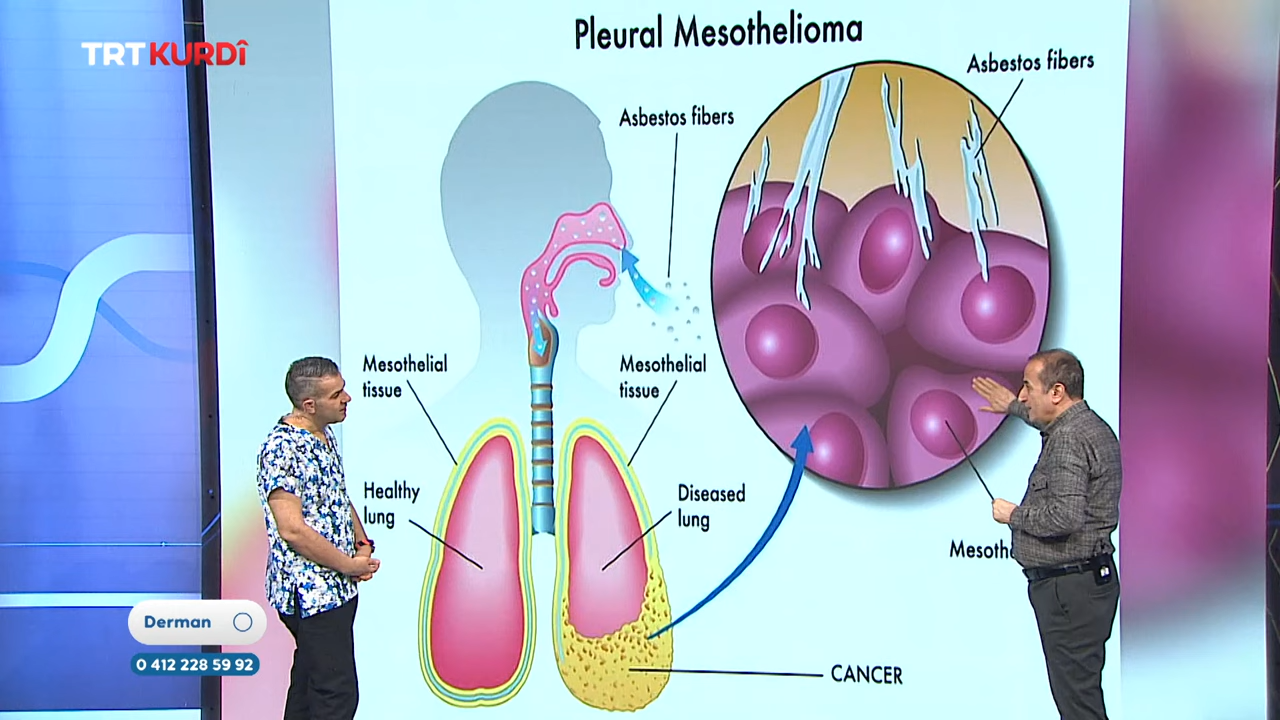 TRT KURDÎ
Pleural Mesothelioma
Asbestos fibers
Asbestos fibers
Mesothelial
tissue
Mesothelial
tissue
Healthy
lung
Diseased
lung
Mesothe
CANCER
Derman
0 412 228 59 92